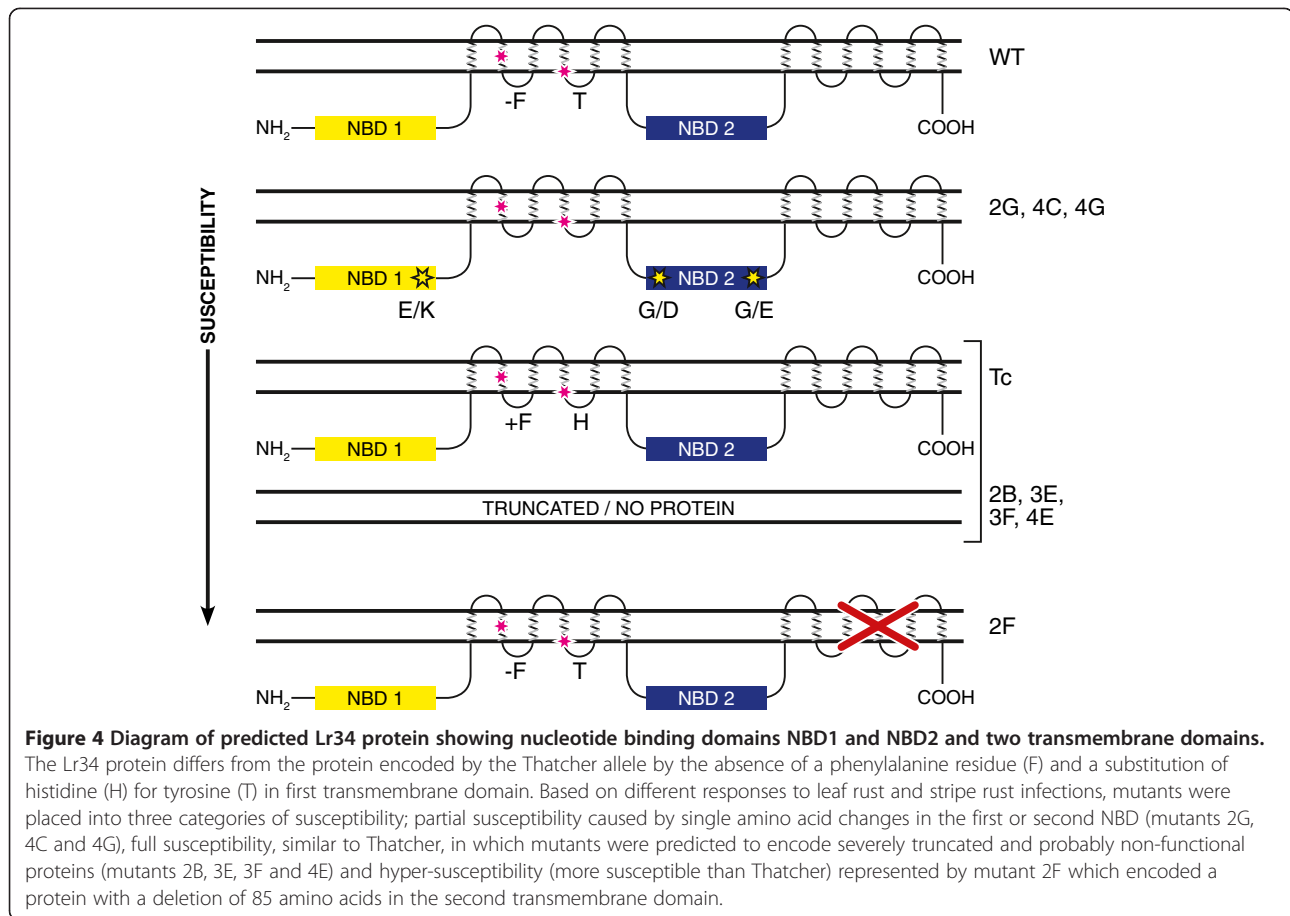 WT
-F T
NH2 NBD 1 NBD 2 COOH
SUSCEPTIBILITY
2G, 4C, 4G
NH2 NBD 1 NBD 2 COOH
E/K G/D G/E
Tc
+F H
NH2 NBD 1 NBD 2 COOH
TRUNCATED / NO PROTEIN
2B, 3E,
3F, 4E
2F
-F T
NH2 NBD 1 NBD 2 COOH
Figure 4 Diagram of predicted Lr34 protein showing nucleotide binding domains NBD1 and NBD2 and two transmembrane domains.
The Lr34 protein differs from the protein encoded by the Thatcher allele by the absence of a phenylalanine residue (F) and a substitution of
histidine (H) for tyrosine (T) in first transmembrane domain. Based on different responses to leaf rust and stripe rust infections, mutants were
placed into three categories of susceptibility; partial susceptibility caused by single amino acid changes in the first or second NBD (mutants 2G,
4C and 4G), full susceptibility, similar to Thatcher, in which mutants were predicted to encode severely truncated and probably non-functional
proteins (mutants 2B, 3E, 3F and 4E) and hyper-susceptibility (more susceptible than Thatcher) represented by mutant 2F which encoded a
protein with a deletion of 85 amino acids in the second transmembrane domain.